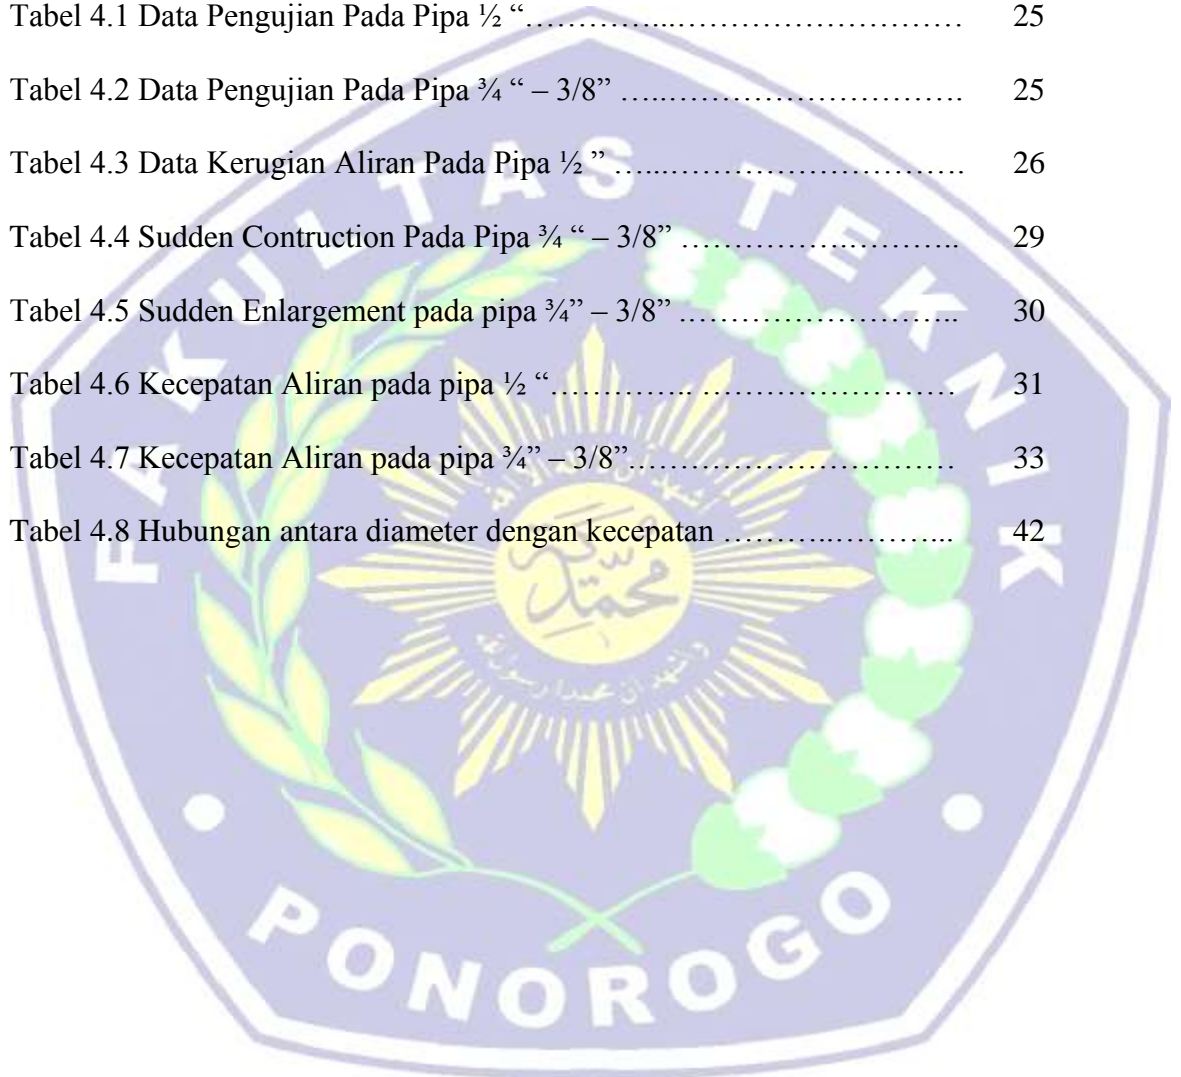 Tabel 4.1 Data Pengujian Pada Pipa ½ “…………....……………………… 25
Tabel 4.2 Data Pengujian Pada Pipa ¾ “ – 3/8” …..………………………. 25
Tabel 4.3 Data Kerugian Aliran Pada Pipa ½ ” …...………………………. 26
Tabel 4.4 Sudden Contruction Pada Pipa ¾ “ – 3/8” …………………….. 29
Tabel 4.5 Sudden Enlargement pada pipa ¾” – 3/8” …………………….. 30
Tabel 4.6 Kecepatan Aliran pada pipa ½ “………….. …………………… 31
Tabel 4.7 Kecepatan Aliran pada pipa ¾” – 3/8”………………………… 33
Tabel 4.8 Hubungan antara diameter dengan kecepatan ………..………... 42
FAKULTAS TEKNIK
محمد
PONOROGO